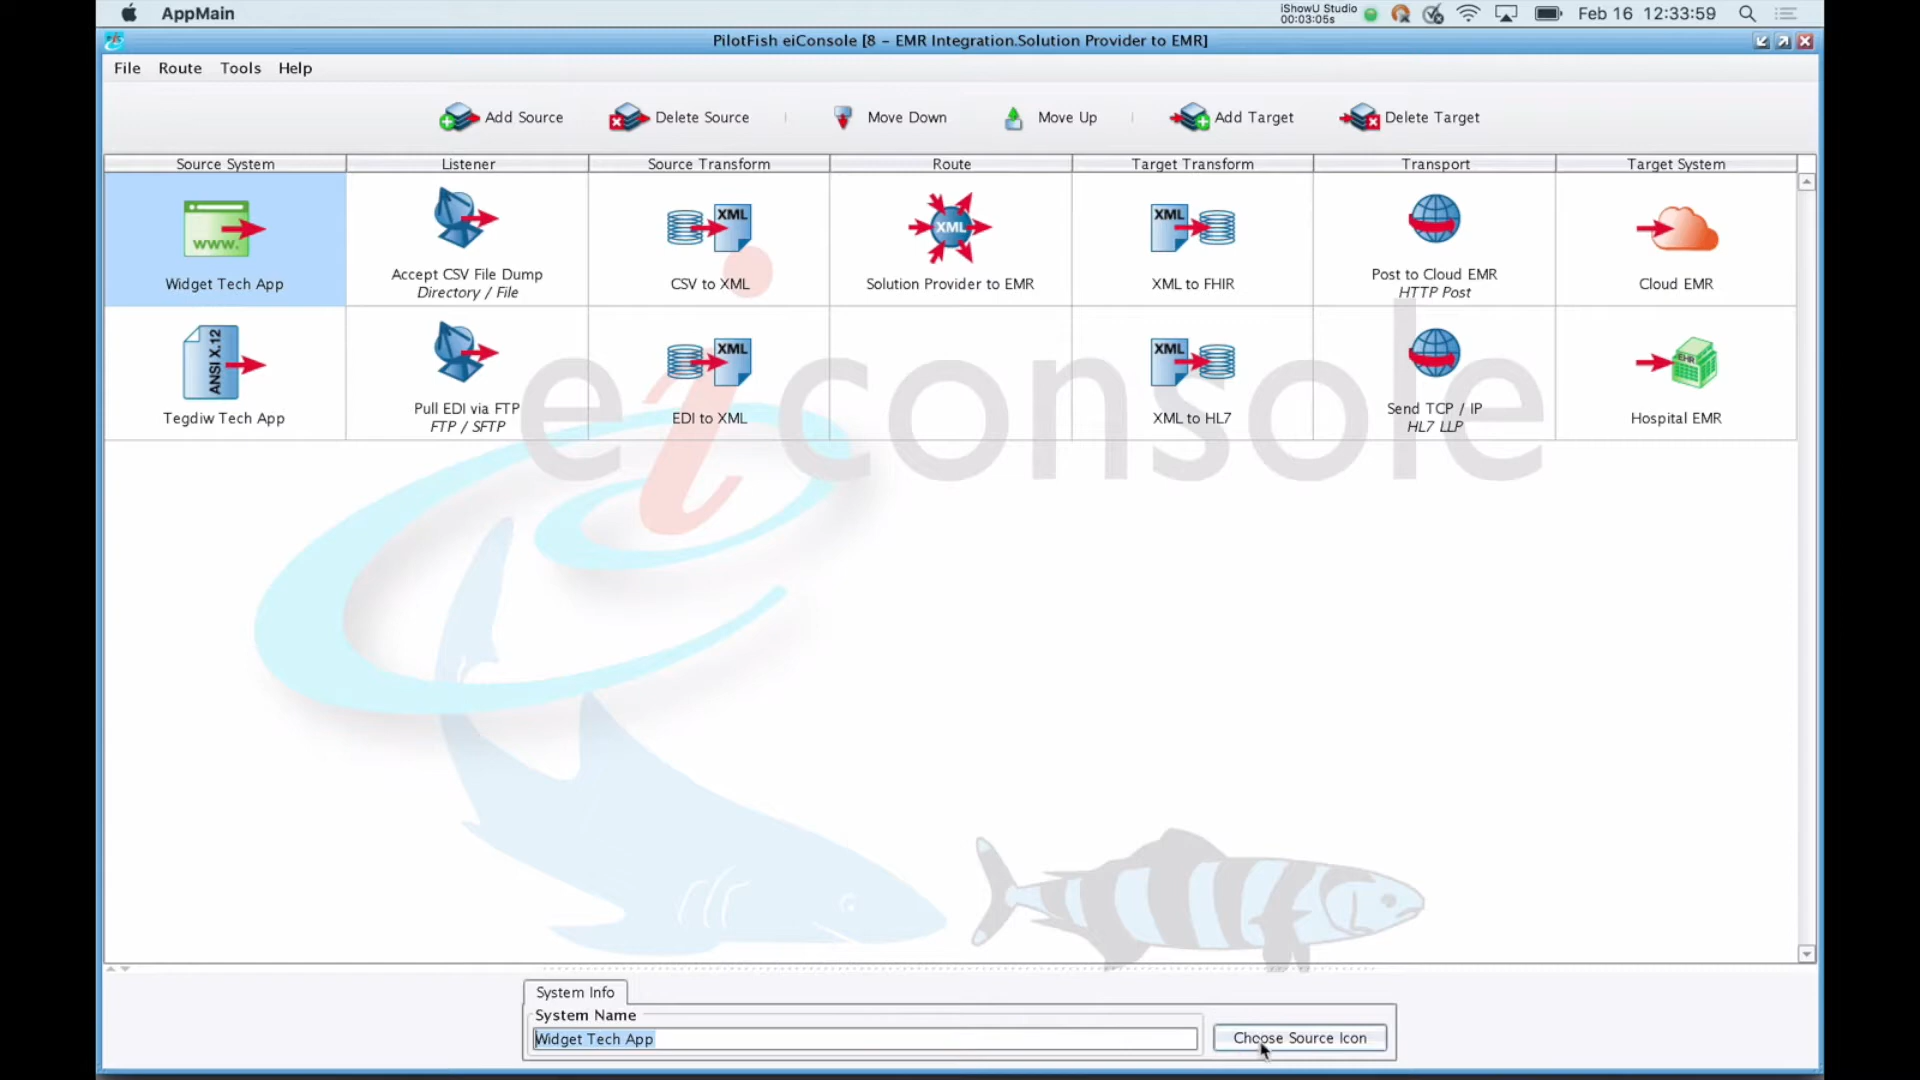 AppMain
iShowU Studio
00:03:05s
Feb 16 12:33:59
PilotFish eiConsole [8 – EMR Integration.Solution Provider to EMR]
File Route Tools Help
Add Source Delete Source Move Down Move Up Add Target Delete Target
Source System Listener Source Transform Route Target Transform Transport Target System
www.
XML
XML
XML
Widget Tech App
Accept CSV File Dump
Directory / File
CSV to XML
Solution Provider to EMR
XML to FHIR
Post to Cloud EMR
HTTP Post
Cloud EMR
ANSI X.12
XML
XML
EHR
Tegdiw Tech App
Pull EDI via FTP
FTP / SFTP
EDI to XML
XML to HL7
Send TCP / IP
HL7 LLP
Hospital EMR
eiconsole
System Info
System Name
Widget Tech App
Choose Source Icon